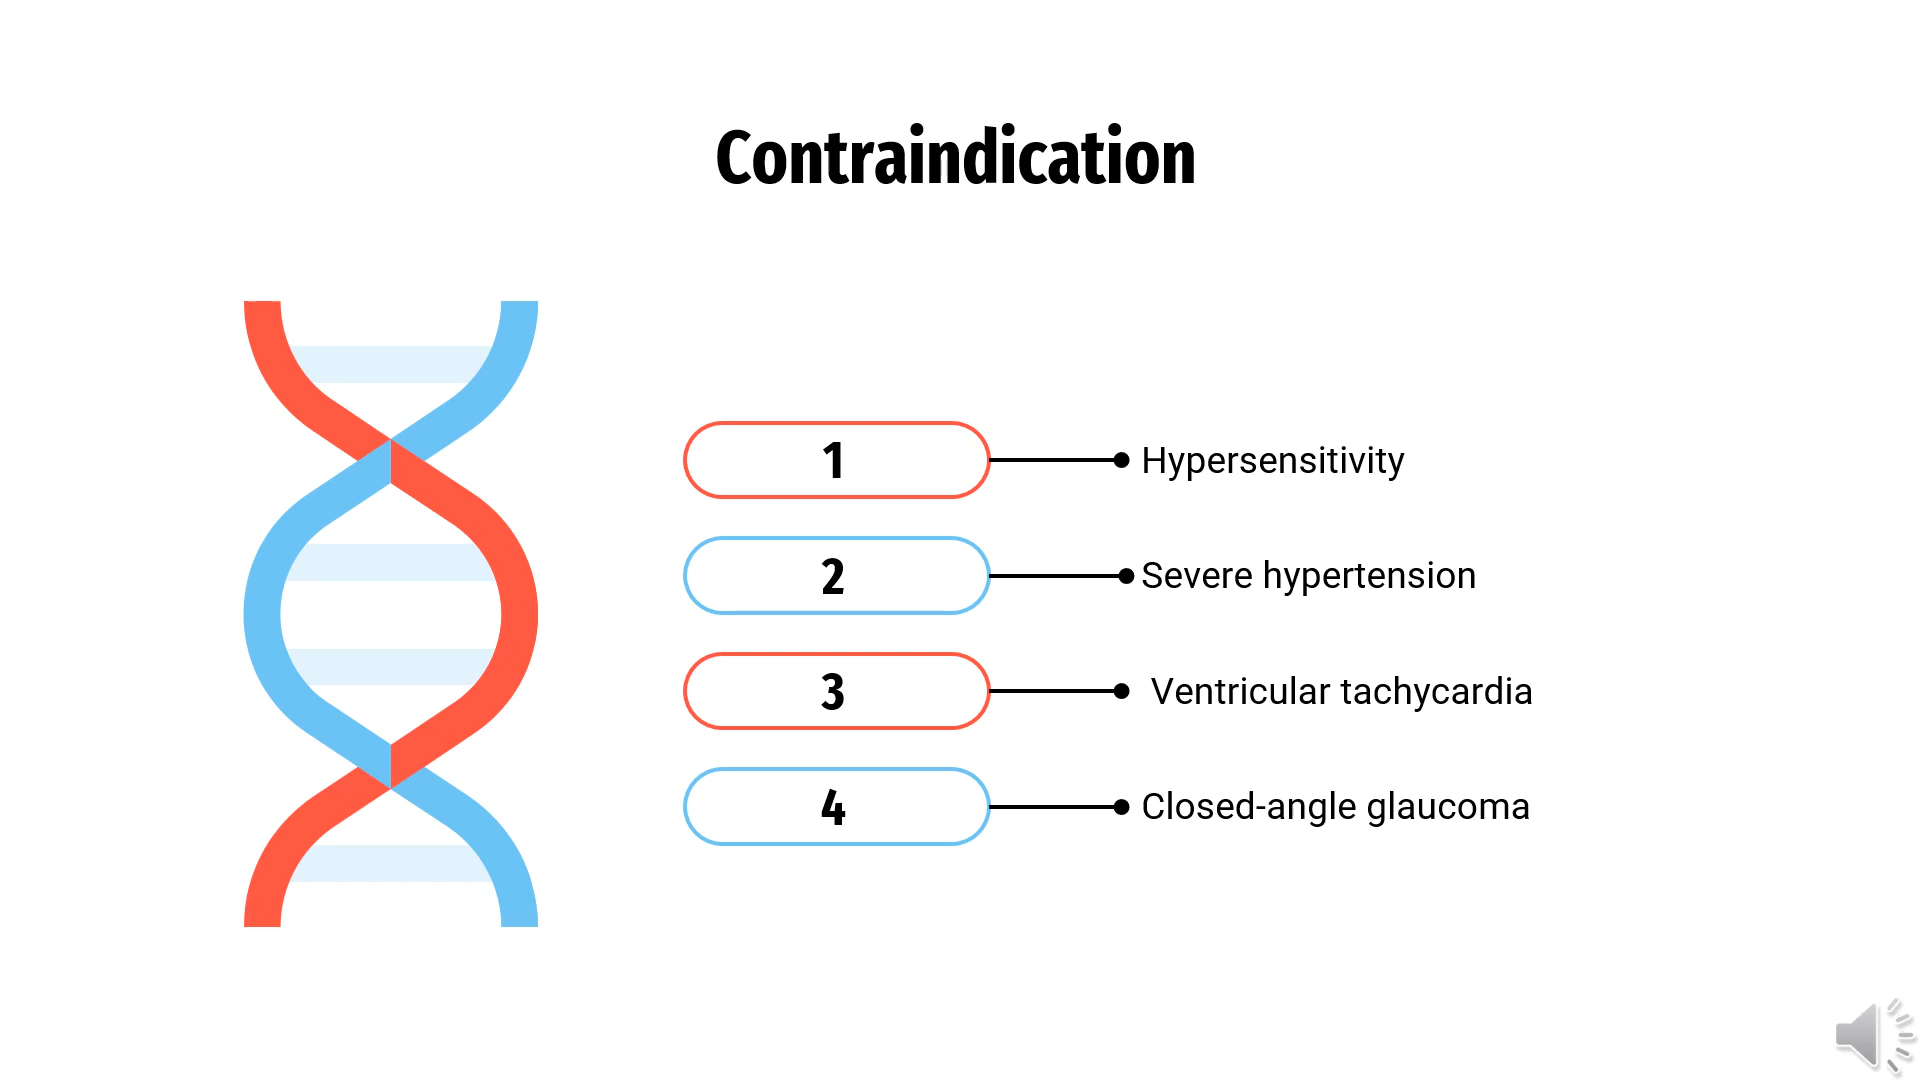 Contraindication
1 Hypersensitivity
2 Severe hypertension
3 Ventricular tachycardia
4 Closed-angle glaucoma